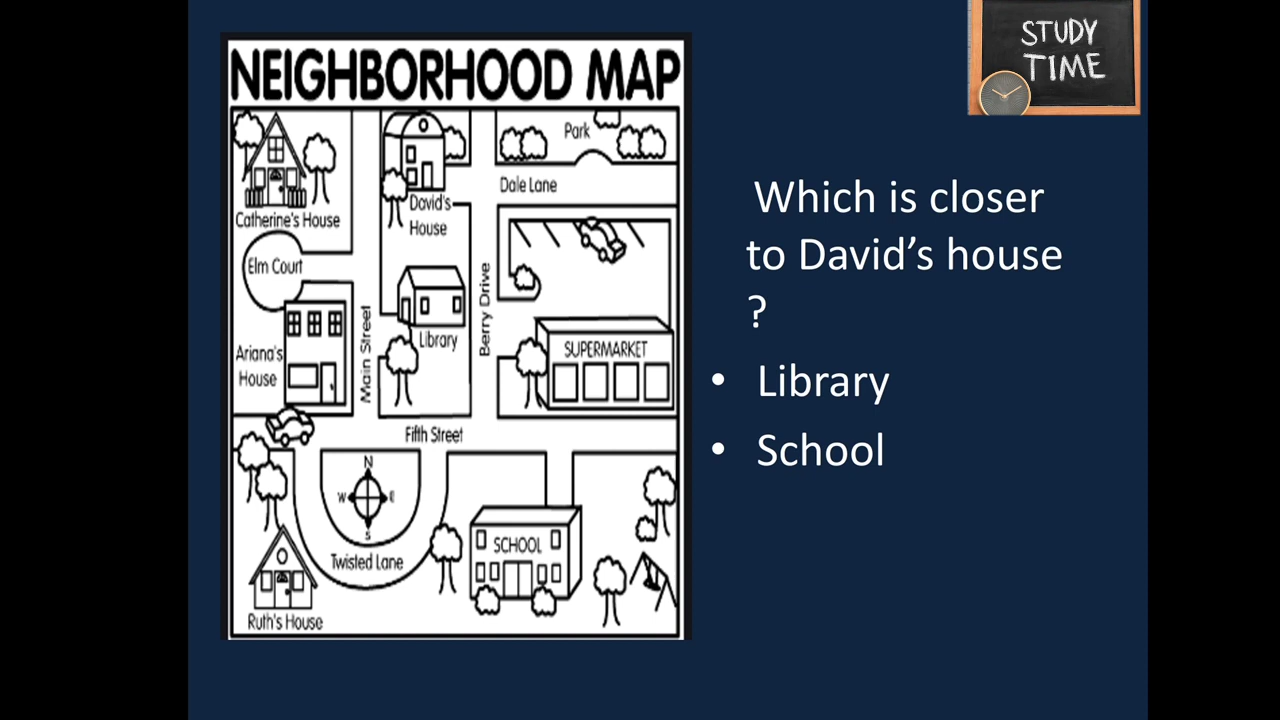 NEIGHBORHOOD MAP
STUDY
TIME
Park
Dale Lane
Catherine's House
David's
House
Elm Court
Main Street
Berry Drive
Library
SUPERMARKET
Ariana's
House
Fifth Street
N
W
E
S
Twisted Lane
SCHOOL
Ruth's House
Which is closer
to David’s house
?
• Library
• School